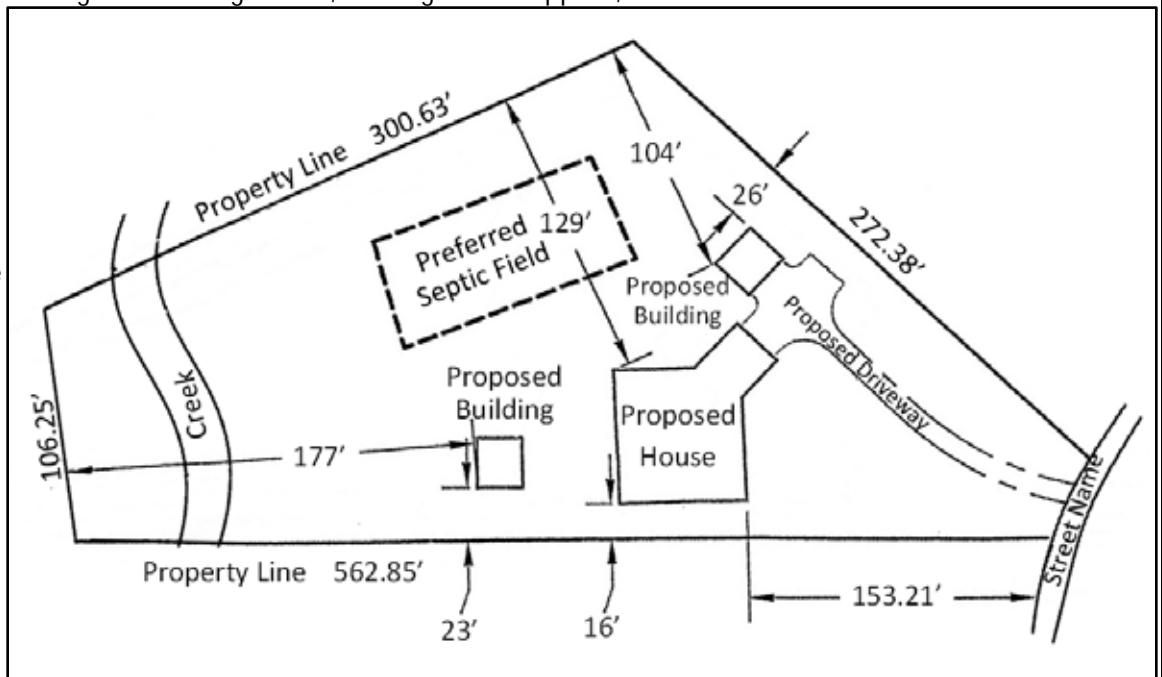 Property Line 300.63'
104'
26'
272.38'
129'
Preferred
Septic Field
Proposed
Building
Proposed Driveway
Creek
106.25'
Proposed
Building
Proposed
House
177'
Street Name
Property Line 562.85'
153.21'
23'
16'